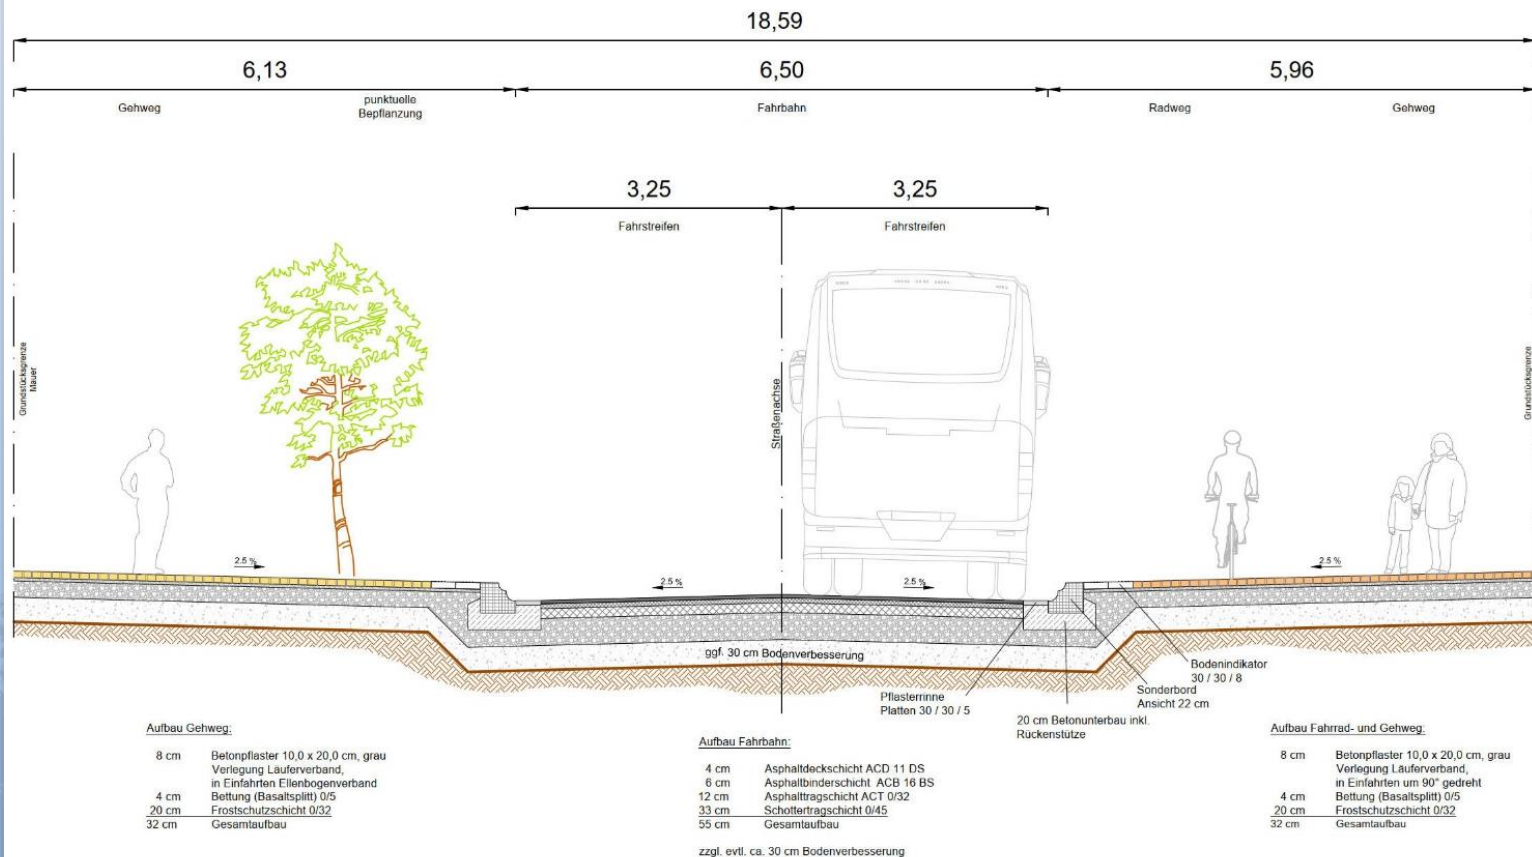 18,59
6,13
6,50
5,96
Gehweg
punktuelle
Bepflanzung
Fahrbahn
Radweg
Gehweg
3,25
3,25
Fahrstreifen
Fahrstreifen
Grundstücksgrenze
Mauer
Straßenachse
Grundstücksgrenze
2.5 %
2.5 %
2.5 %
2.5 %
ggf. 30 cm Bodenverbesserung
Bodenindikator
30 / 30 / 8
Sonderbord
Ansicht 22 cm
Pflasterrinne
Platten 30 / 30 / 5
20 cm Betonunterbau inkl.
Rückenstütze
Aufbau Gehweg:
8 cm Betonpflaster 10,0 x 20,0 cm, grau
Verlegung Läuferverband,
in Einfahrten Ellenbogenverband
4 cm Bettung (Basaltsplitt) 0/5
20 cm Frostschutzschicht 0/32
32 cm Gesamtaufbau
Aufbau Fahrbahn:
4 cm Asphaltdeckschicht ACD 11 DS
6 cm Asphaltbinderschicht ACB 16 BS
12 cm Asphalttragschicht ACT 0/32
33 cm Schottertragschicht 0/45
55 cm Gesamtaufbau
zzgl. evtl. ca. 30 cm Bodenverbesserung
Aufbau Fahrrad- und Gehweg:
8 cm Betonpflaster 10,0 x 20,0 cm, grau
Verlegung Läuferverband,
in Einfahrten um 90° gedreht
4 cm Bettung (Basaltsplitt) 0/5
20 cm Frostschutzschicht 0/32
32 cm Gesamtaufbau